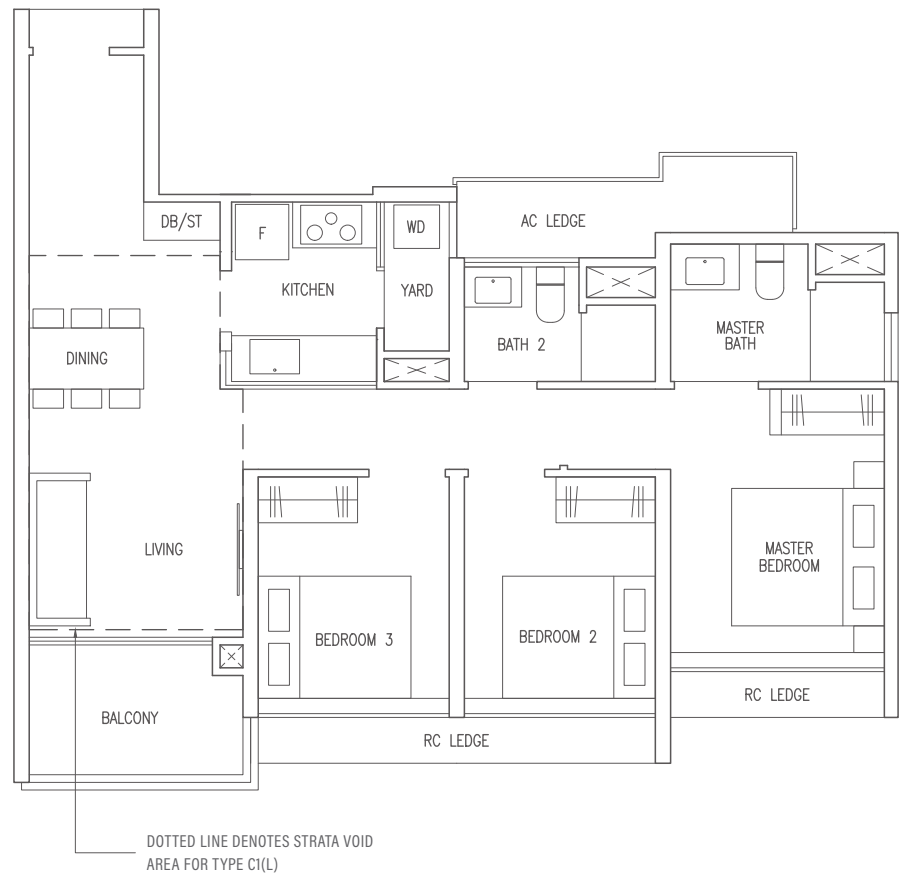 DB/ST
F
WD
AC LEDGE
KITCHEN
YARD
DINING
BATH 2
MASTER
BATH
LIVING
MASTER
BEDROOM
BEDROOM 3
BEDROOM 2
RC LEDGE
BALCONY
RC LEDGE
DOTTED LINE DENOTES STRATA VOID
AREA FOR TYPE C1(L)